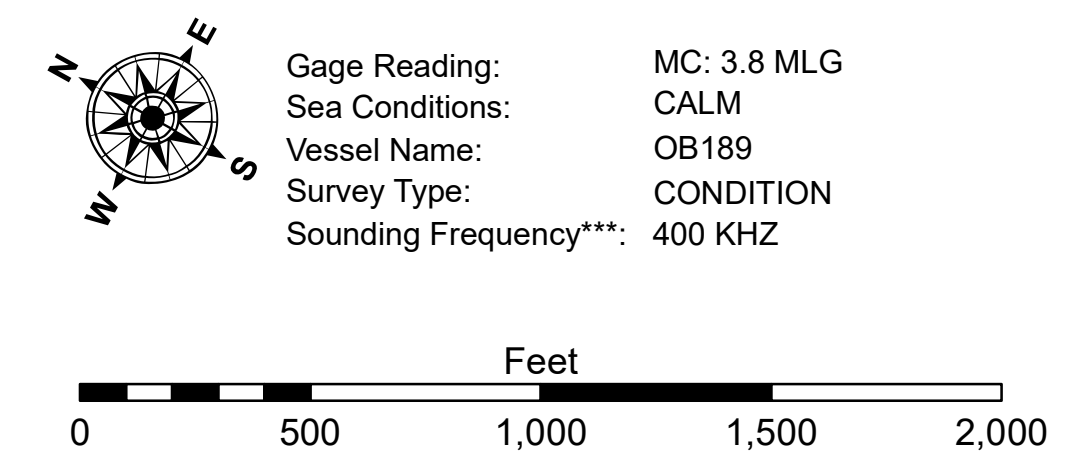 N E S W
Gage Reading: MC: 3.8 MLG
Sea Conditions: CALM
Vessel Name: OB189
Survey Type: CONDITION
Sounding Frequency***: 400 KHZ
Feet
0 500 1,000 1,500 2,000